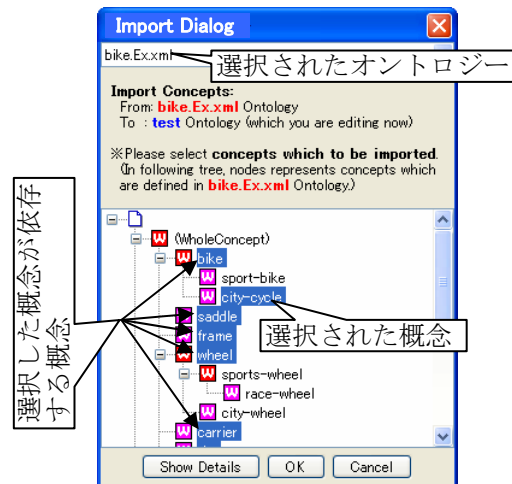 Import Dialog
bike.Ex.xml
選択されたオントロジー
Import Concepts:
From: bike.Ex.xml Ontology
To : test Ontology (which you are editing now)
※Please select concepts which to be imported.
(In following tree, nodes represents concepts which
are defined in bike.Ex.xml Ontology.)
選択した概念が依存
する概念
(WholeConcept)
bike
sport-bike
city-cycle
saddle
frame
選択された概念
wheel
sports-wheel
race-wheel
city-wheel
carrier
Show Details
OK
Cancel